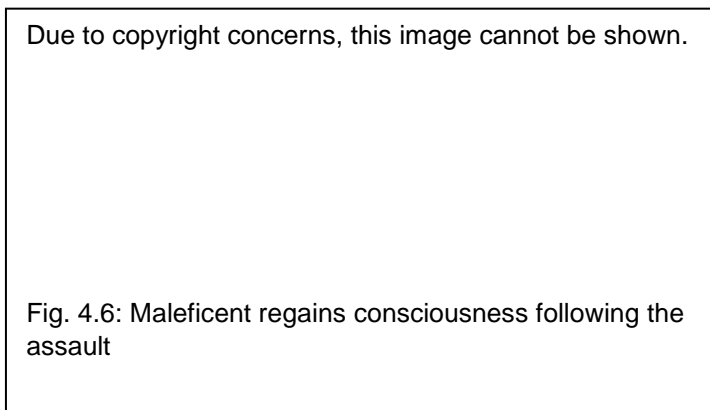 Due to copyright concerns, this image cannot be shown.
Fig. 4.6: Maleficent regains consciousness following the
assault